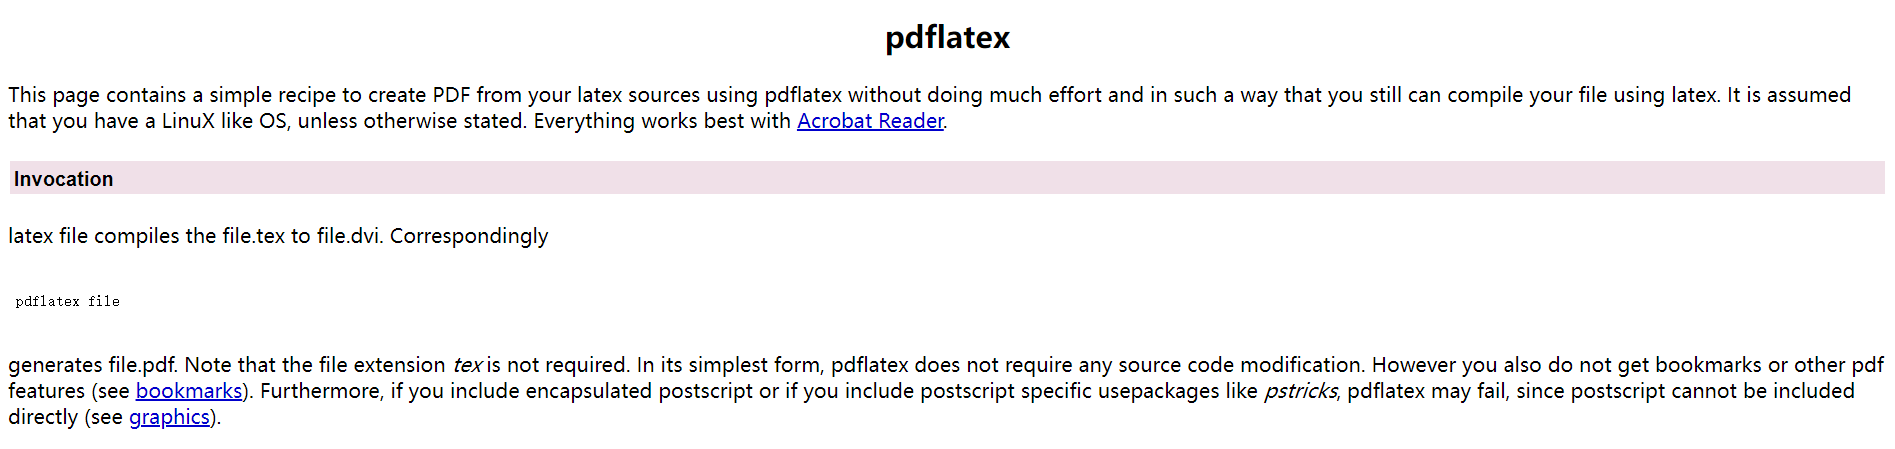 pdflatex
This page contains a simple recipe to create PDF from your latex sources using pdflatex without doing much effort and in such a way that you still can compile your file using latex. It is assumed
that you have a LinuX like OS, unless otherwise stated. Everything works best with Acrobat Reader.
Invocation
latex file compiles the file.tex to file.dvi. Correspondingly
pdflatex file
generates file.pdf. Note that the file extension tex is not required. In its simplest form, pdflatex does not require any source code modification. However you also do not get bookmarks or other pdf
features (see bookmarks). Furthermore, if you include encapsulated postscript or if you include postscript specific usepackages like pstricks, pdflatex may fail, since postscript cannot be included
directly (see graphics).